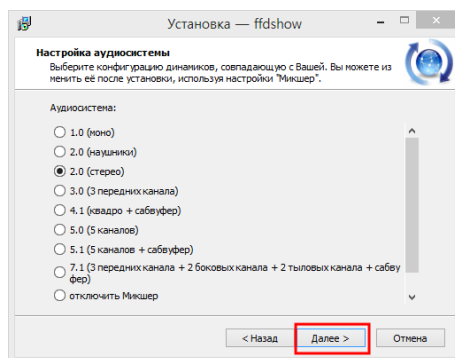 Установка — ffdshow
Настройка аудиосистемы
Выберите конфигурацию динамиков, совпадающую с Вашей. Вы можете из
менить её после установки, используя настройки "Микшер".
Аудиосистема:
1.0 (моно)
2.0 (наушники)
2.0 (стерео)
3.0 (3 передних канала)
4.1 (квадро + сабвуфер)
5.0 (5 каналов)
5.1 (5 каналов + сабвуфер)
7.1 (3 передних канала + 2 боковых канала + 2 тыловых канала + сабву
фер)
отключить Микшер
< Назад
Далее >
Отмена